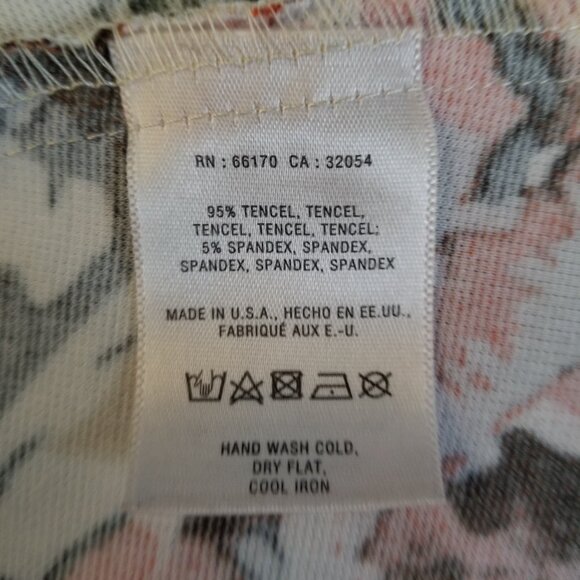 RN : 66170 CA : 32054
95% TENCEL, TENCEL,
TENCEL, TENCEL, TENCEL;
5% SPANDEX, SPANDEX,
SPANDEX, SPANDEX, SPANDEX
MADE IN U.S.A., HECHO EN EE.UU.,
FABRIQUÉ AUX E.-U.
HAND WASH COLD,
DRY FLAT,
COOL IRON